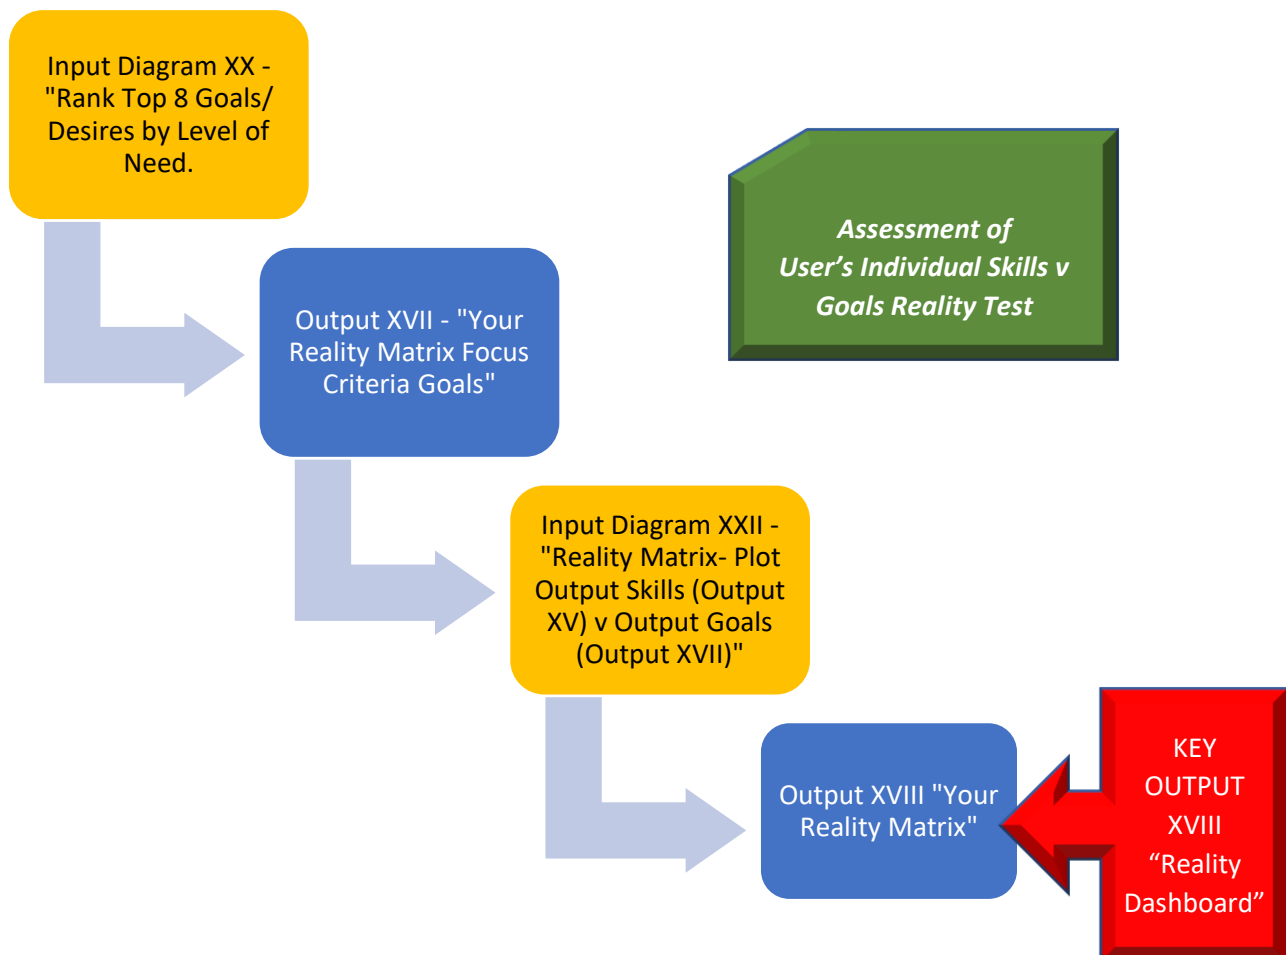 Input Diagram XX -
"Rank Top 8 Goals/
Desires by Level of
Need.
Assessment of
User’s Individual Skills v
Goals Reality Test
Output XVII - "Your
Reality Matrix Focus
Criteria Goals"
Input Diagram XXII -
"Reality Matrix- Plot
Output Skills (Output
XV) v Output Goals
(Output XVII)"
Output XVIII "Your
Reality Matrix"
KEY
OUTPUT
XVIII
“Reality
Dashboard”